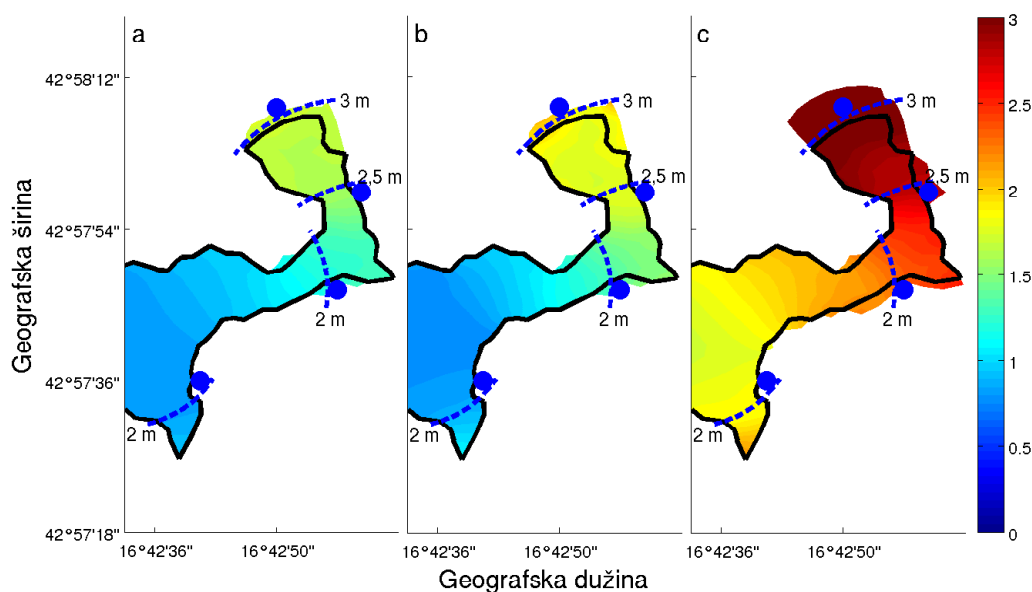 a
b
c
3 m
3 m
3 m
2,5 m
2,5 m
2,5 m
2 m
2 m
2 m
2 m
2 m
2 m
Geografska širina
42°58'12"
42°57'54"
42°57'36"
42°57'18"
16°42'36"
16°42'50"
16°42'36"
16°42'50"
16°42'36"
16°42'50"
Geografska dužina
3
2.5
2
1.5
1
0.5
0